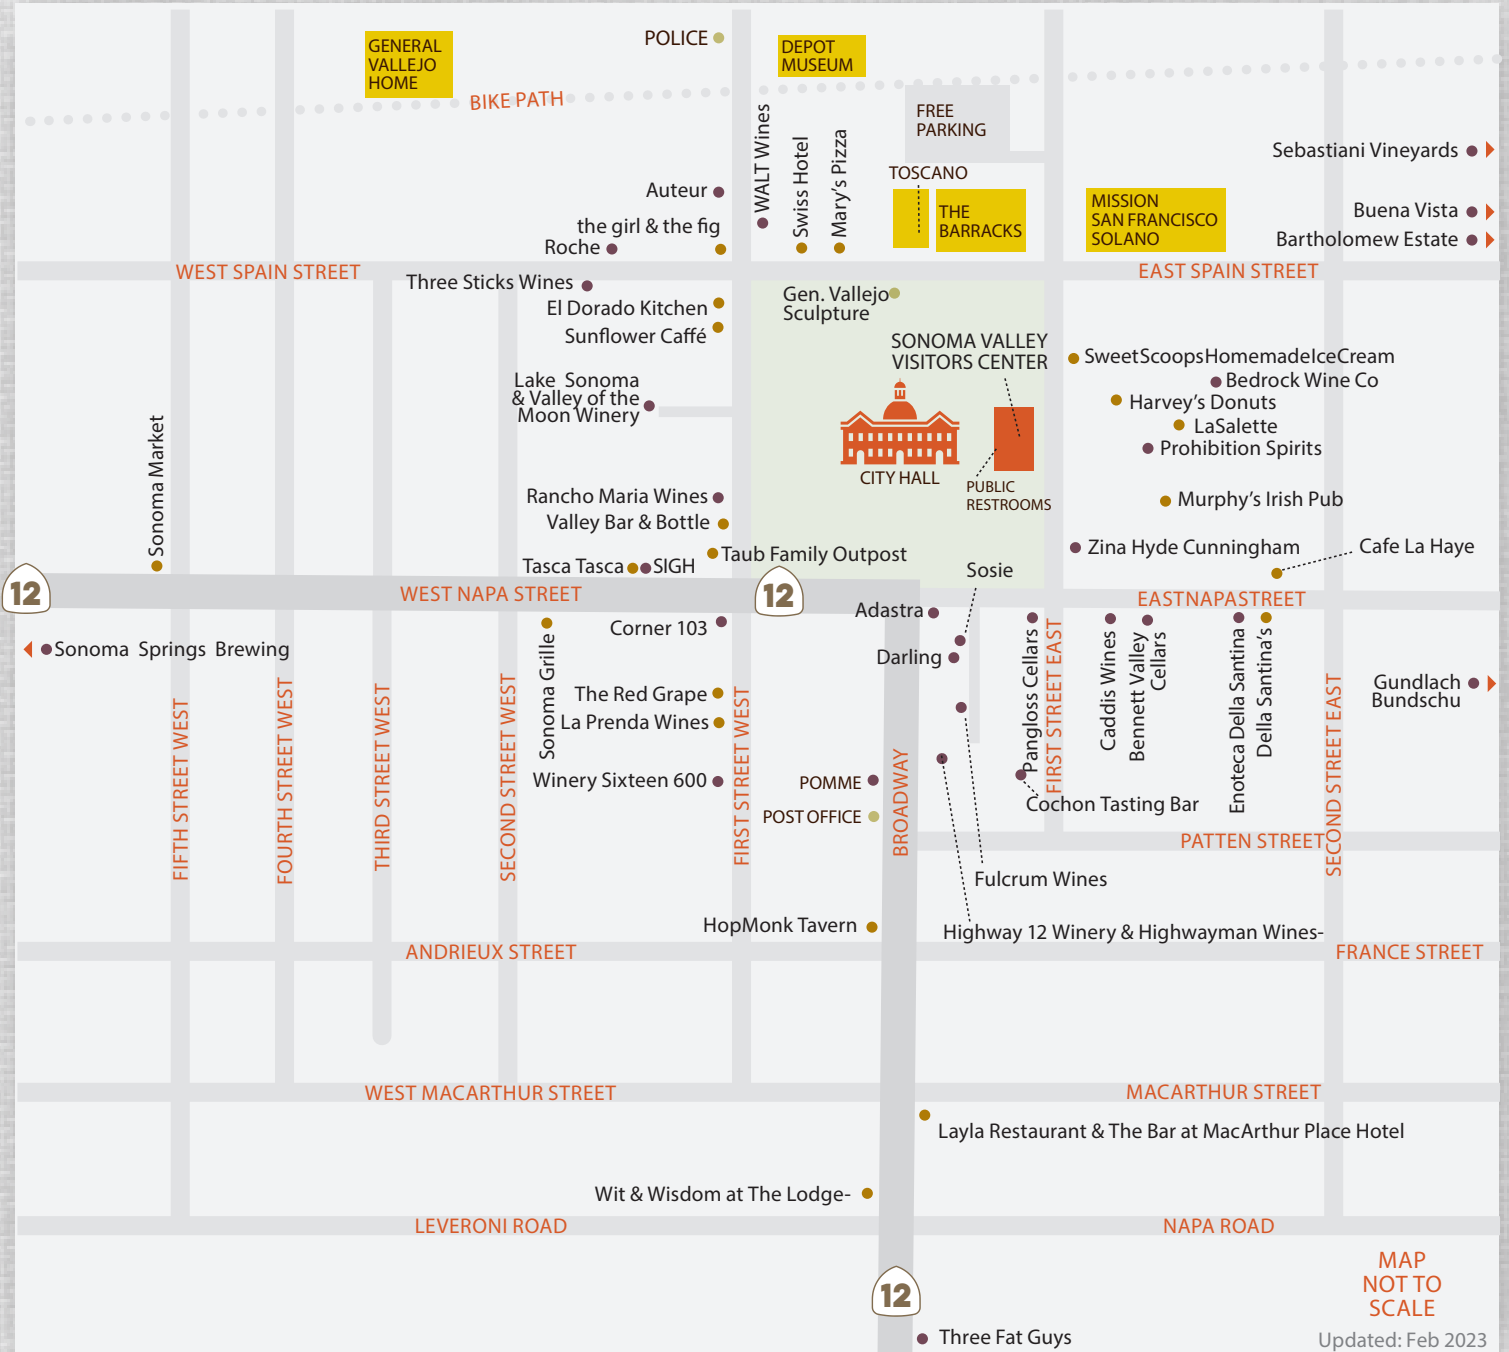 POLICE
GENERAL
VALLEJO
HOME
DEPOT
MUSEUM
BIKE PATH
FREE
PARKING
WALT Wines
Swiss Hotel
Mary's Pizza
TOSCANO
THE
BARRACKS
MISSION
SAN FRANCISCO
SOLANO
Sebastiani Vineyards
Buena Vista
Bartholomew Estate
Auteur
the girl & the fig
Roche
WEST SPAIN STREET
EAST SPAIN STREET
Three Sticks Wines
El Dorado Kitchen
Sunflower Caffé
Gen. Vallejo
Sculpture
SONOMA VALLEY
VISITORS CENTER
SweetScoopsHomemadeIceCream
Bedrock Wine Co
Harvey's Donuts
LaSalette
Prohibition Spirits
Lake Sonoma
& Valley of the
Moon Winery
CITY HALL
PUBLIC
RESTROOMS
Murphy's Irish Pub
Sonoma Market
Rancho Maria Wines
Valley Bar & Bottle
Taub Family Outpost
Tasca Tasca
SIGH
Zina Hyde Cunningham
Cafe La Haye
Sosie
12
12
WEST NAPA STREET
EASTNAPASTREET
Adastra
Corner 103
Sonoma Springs Brewing
Sonoma Grille
Darling
Pangloss Cellars
FIRST STREET EAST
Caddis Wines
Bennett Valley
Cellars
Enoteca Della Santina
Della Santina's
Gundlach
Bundschu
The Red Grape
La Prenda Wines
Winery Sixteen 600
FIFTH STREET WEST
FOURTH STREET WEST
THIRD STREET WEST
SECOND STREET WEST
FIRST STREET WEST
BROADWAY
SECOND STREET EAST
POMME
POST OFFICE
Cochon Tasting Bar
PATTEN STREET
Fulcrum Wines
HopMonk Tavern
Highway 12 Winery & Highwayman Wines-
ANDRIEUX STREET
FRANCE STREET
WEST MACARTHUR STREET
MACARTHUR STREET
Layla Restaurant & The Bar at MacArthur Place Hotel
Wit & Wisdom at The Lodge-
LEVERONI ROAD
NAPA ROAD
MAP
NOT TO
SCALE
12
Three Fat Guys
Updated: Feb 2023